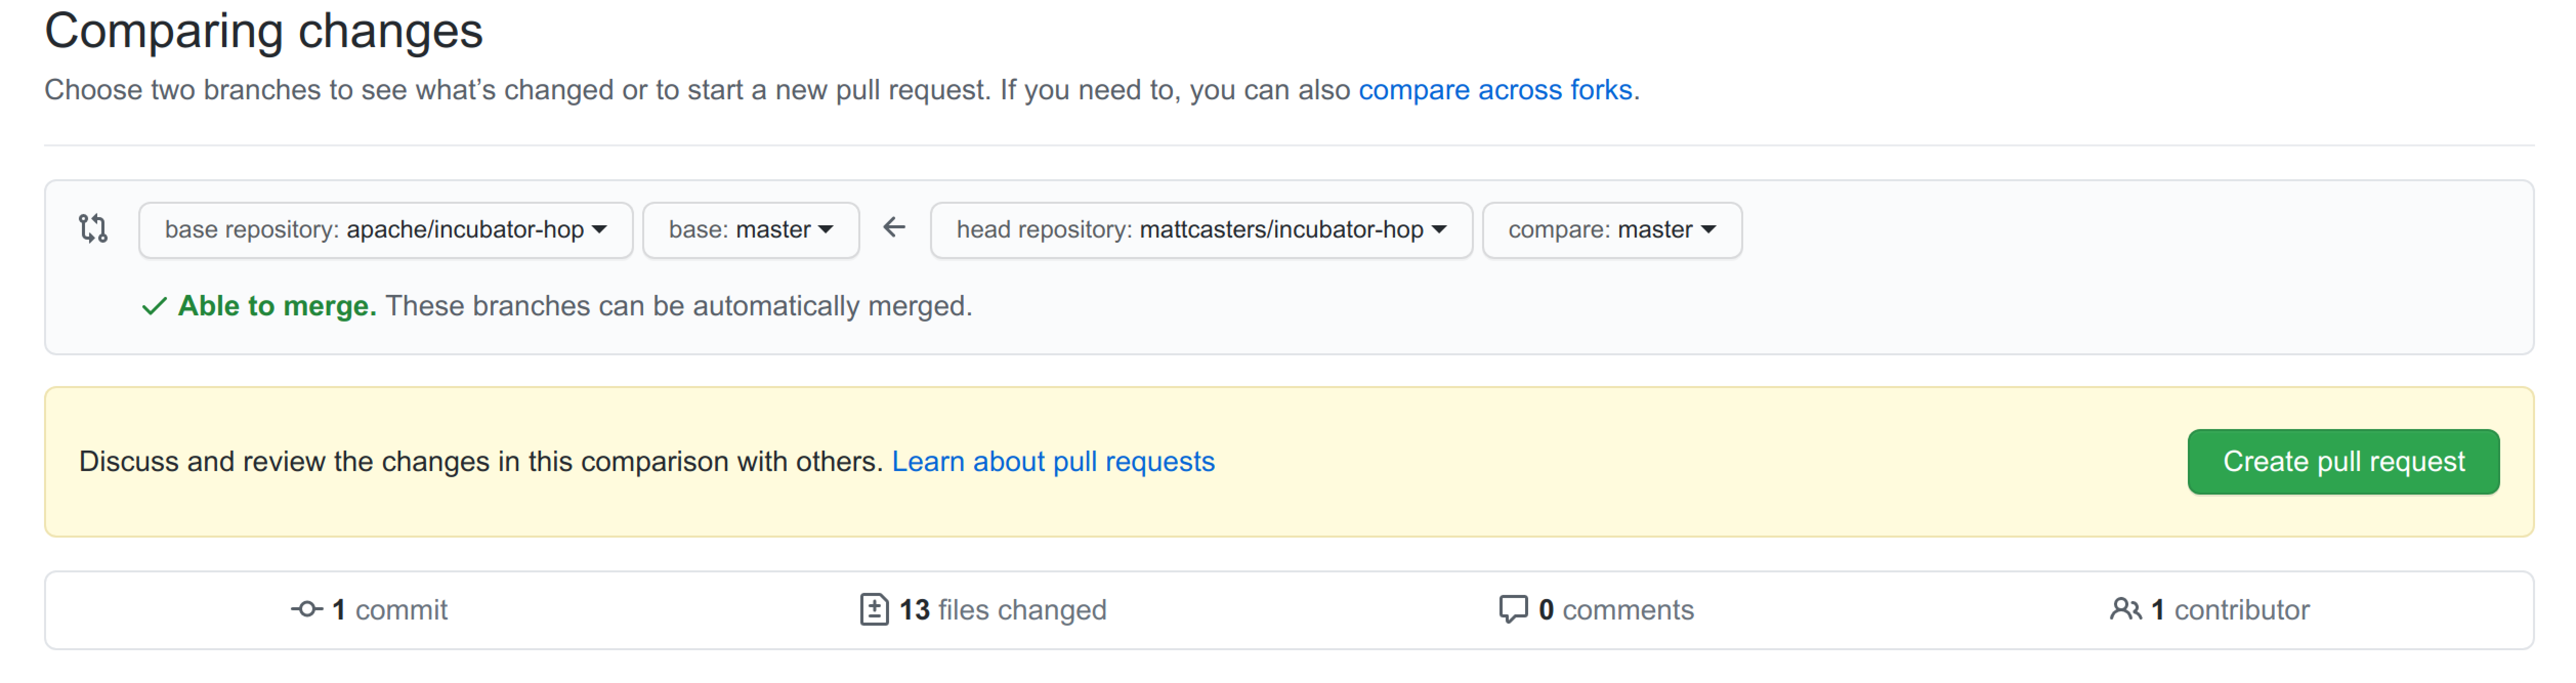 Comparing changes
Choose two branches to see what’s changed or to start a new pull request. If you need to, you can also compare across forks.
base repository: apache/incubator-hop base: master head repository: mattcasters/incubator-hop compare: master
Able to merge. These branches can be automatically merged.
Discuss and review the changes in this comparison with others. Learn about pull requests Create pull request
1 commit 13 files changed 0 comments 1 contributor